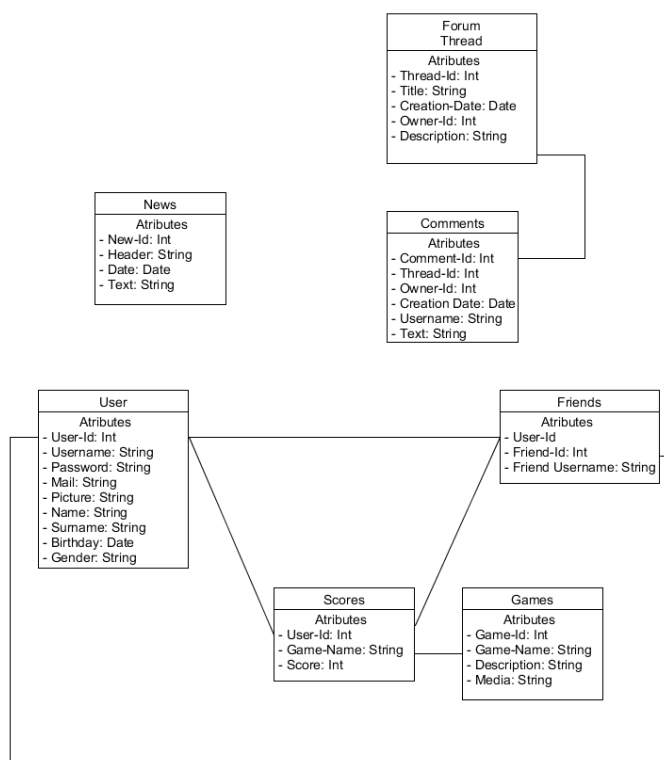 Forum
Thread
Atributes
- Thread-Id: Int
- Title: String
- Creation-Date: Date
- Owner-Id: Int
- Description: String
News
Atributes
- New-Id: Int
- Header: String
- Date: Date
- Text: String
Comments
Atributes
- Comment-Id: Int
- Thread-Id: Int
- Owner-Id: Int
- Creation Date: Date
- Username: String
- Text: String
User
Atributes
- User-Id: Int
- Username: String
- Password: String
- Mail: String
- Picture: String
- Name: String
- Surname: String
- Birthday: Date
- Gender: String
Friends
Atributes
- User-Id
- Friend-Id: Int
- Friend Username: String
Scores
Atributes
- User-Id: Int
- Game-Name: String
- Score: Int
Games
Atributes
- Game-Id: Int
- Game-Name: String
- Description: String
- Media: String